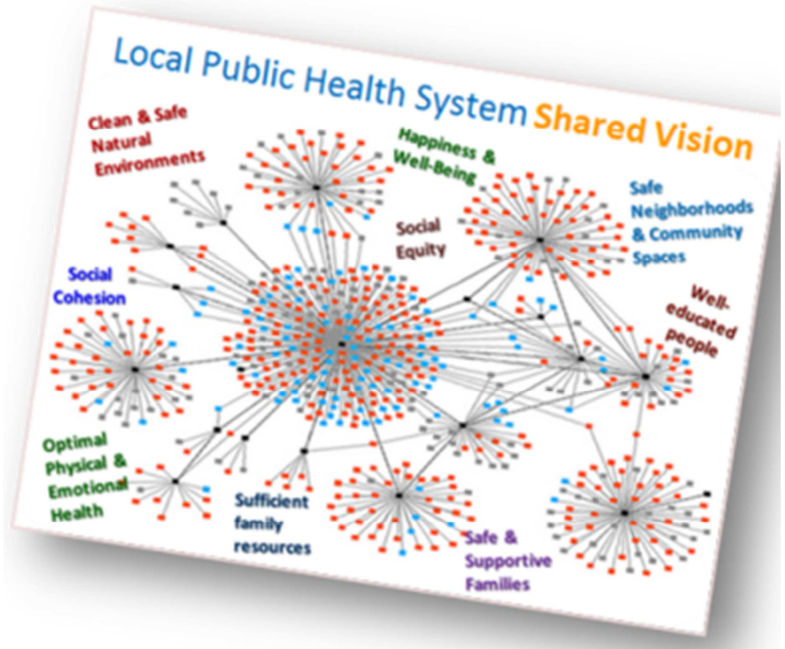 Local Public Health System Shared Vision
Clean & Safe
Natural
Environments
Happiness &
Well-Being
Safe
Neighborhoods
& Community
Spaces
Social
Equity
Social
Cohesion
Well-
educated
people
Optimal
Physical &
Emotional
Health
Sufficient
family
resources
Safe &
Supportive
Families